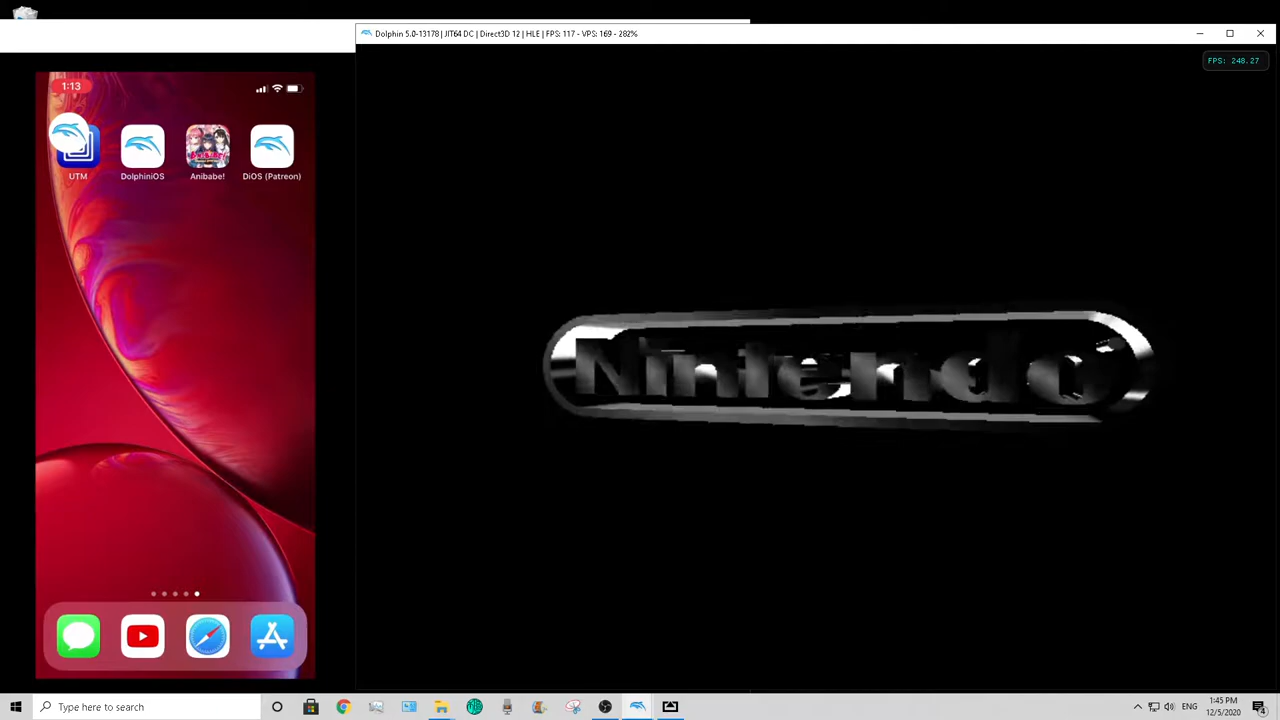 Dolphin 5.0-13178 | JIT64 DC | Direct3D 12 | HLE | FPS: 117 - VPS: 169 - 282%
FPS: 248.27
1:13
UTM
DolphiniOS
Anibabe!
DiOS (Patreon)
Nintendo
Type here to search
ENG
1:45 PM
12/5/2020
4